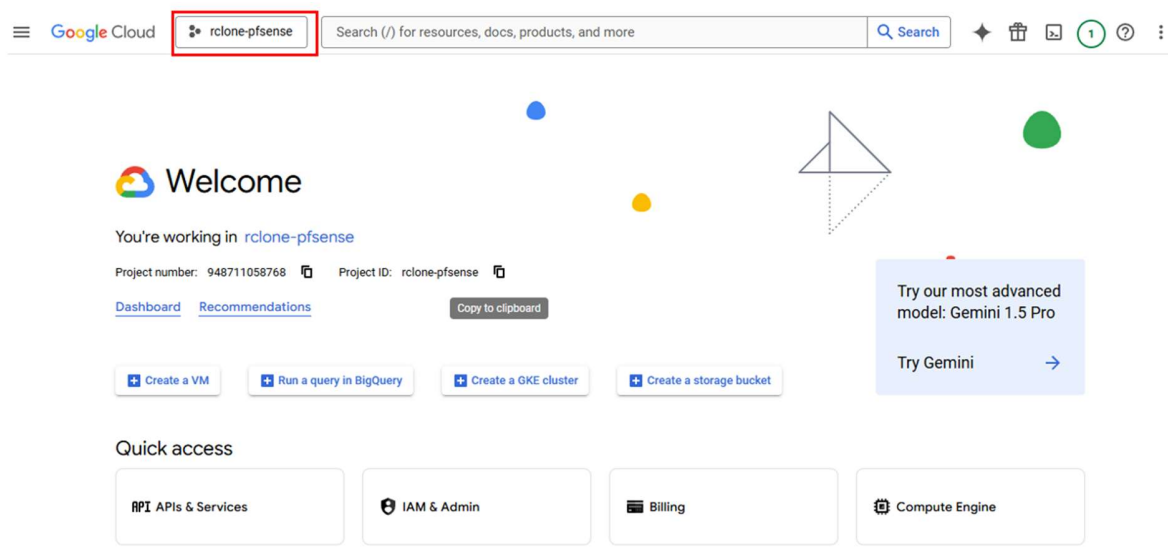 Google Cloud rclone-pfsense Search (/) for resources, docs, products, and more Search 1
Welcome
You're working in rclone-pfsense
Project number: 948711058768 Project ID: rclone-pfsense
Dashboard Recommendations Copy to clipboard
Try our most advanced
model: Gemini 1.5 Pro
Try Gemini
Create a VM Run a query in BigQuery Create a GKE cluster Create a storage bucket
Quick access
API APIs & Services IAM & Admin Billing Compute Engine